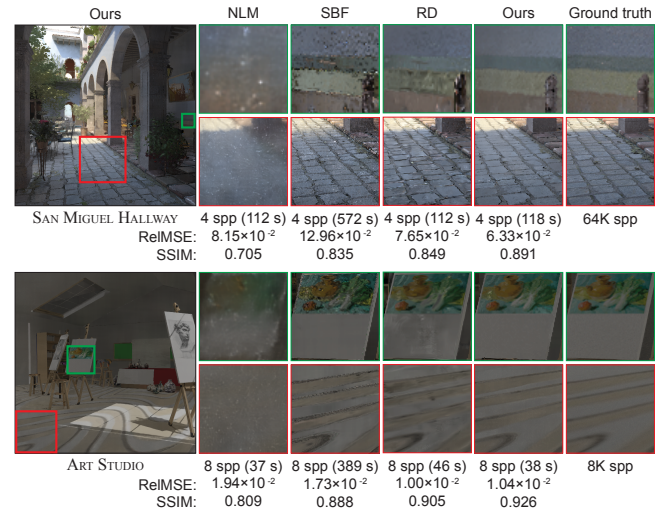 Ours NLM SBF RD Ours Ground truth
SAN MIGUEL HALLWAY 4 spp (112 s) 4 spp (572 s) 4 spp (112 s) 4 spp (118 s) 64K spp
RelMSE: 8.15×10⁻² 12.96×10⁻² 7.65×10⁻² 6.33×10⁻²
SSIM: 0.705 0.835 0.849 0.891
ART STUDIO 8 spp (37 s) 8 spp (389 s) 8 spp (46 s) 8 spp (38 s) 8K spp
RelMSE: 1.94×10⁻² 1.73×10⁻² 1.00×10⁻² 1.04×10⁻²
SSIM: 0.809 0.888 0.905 0.926